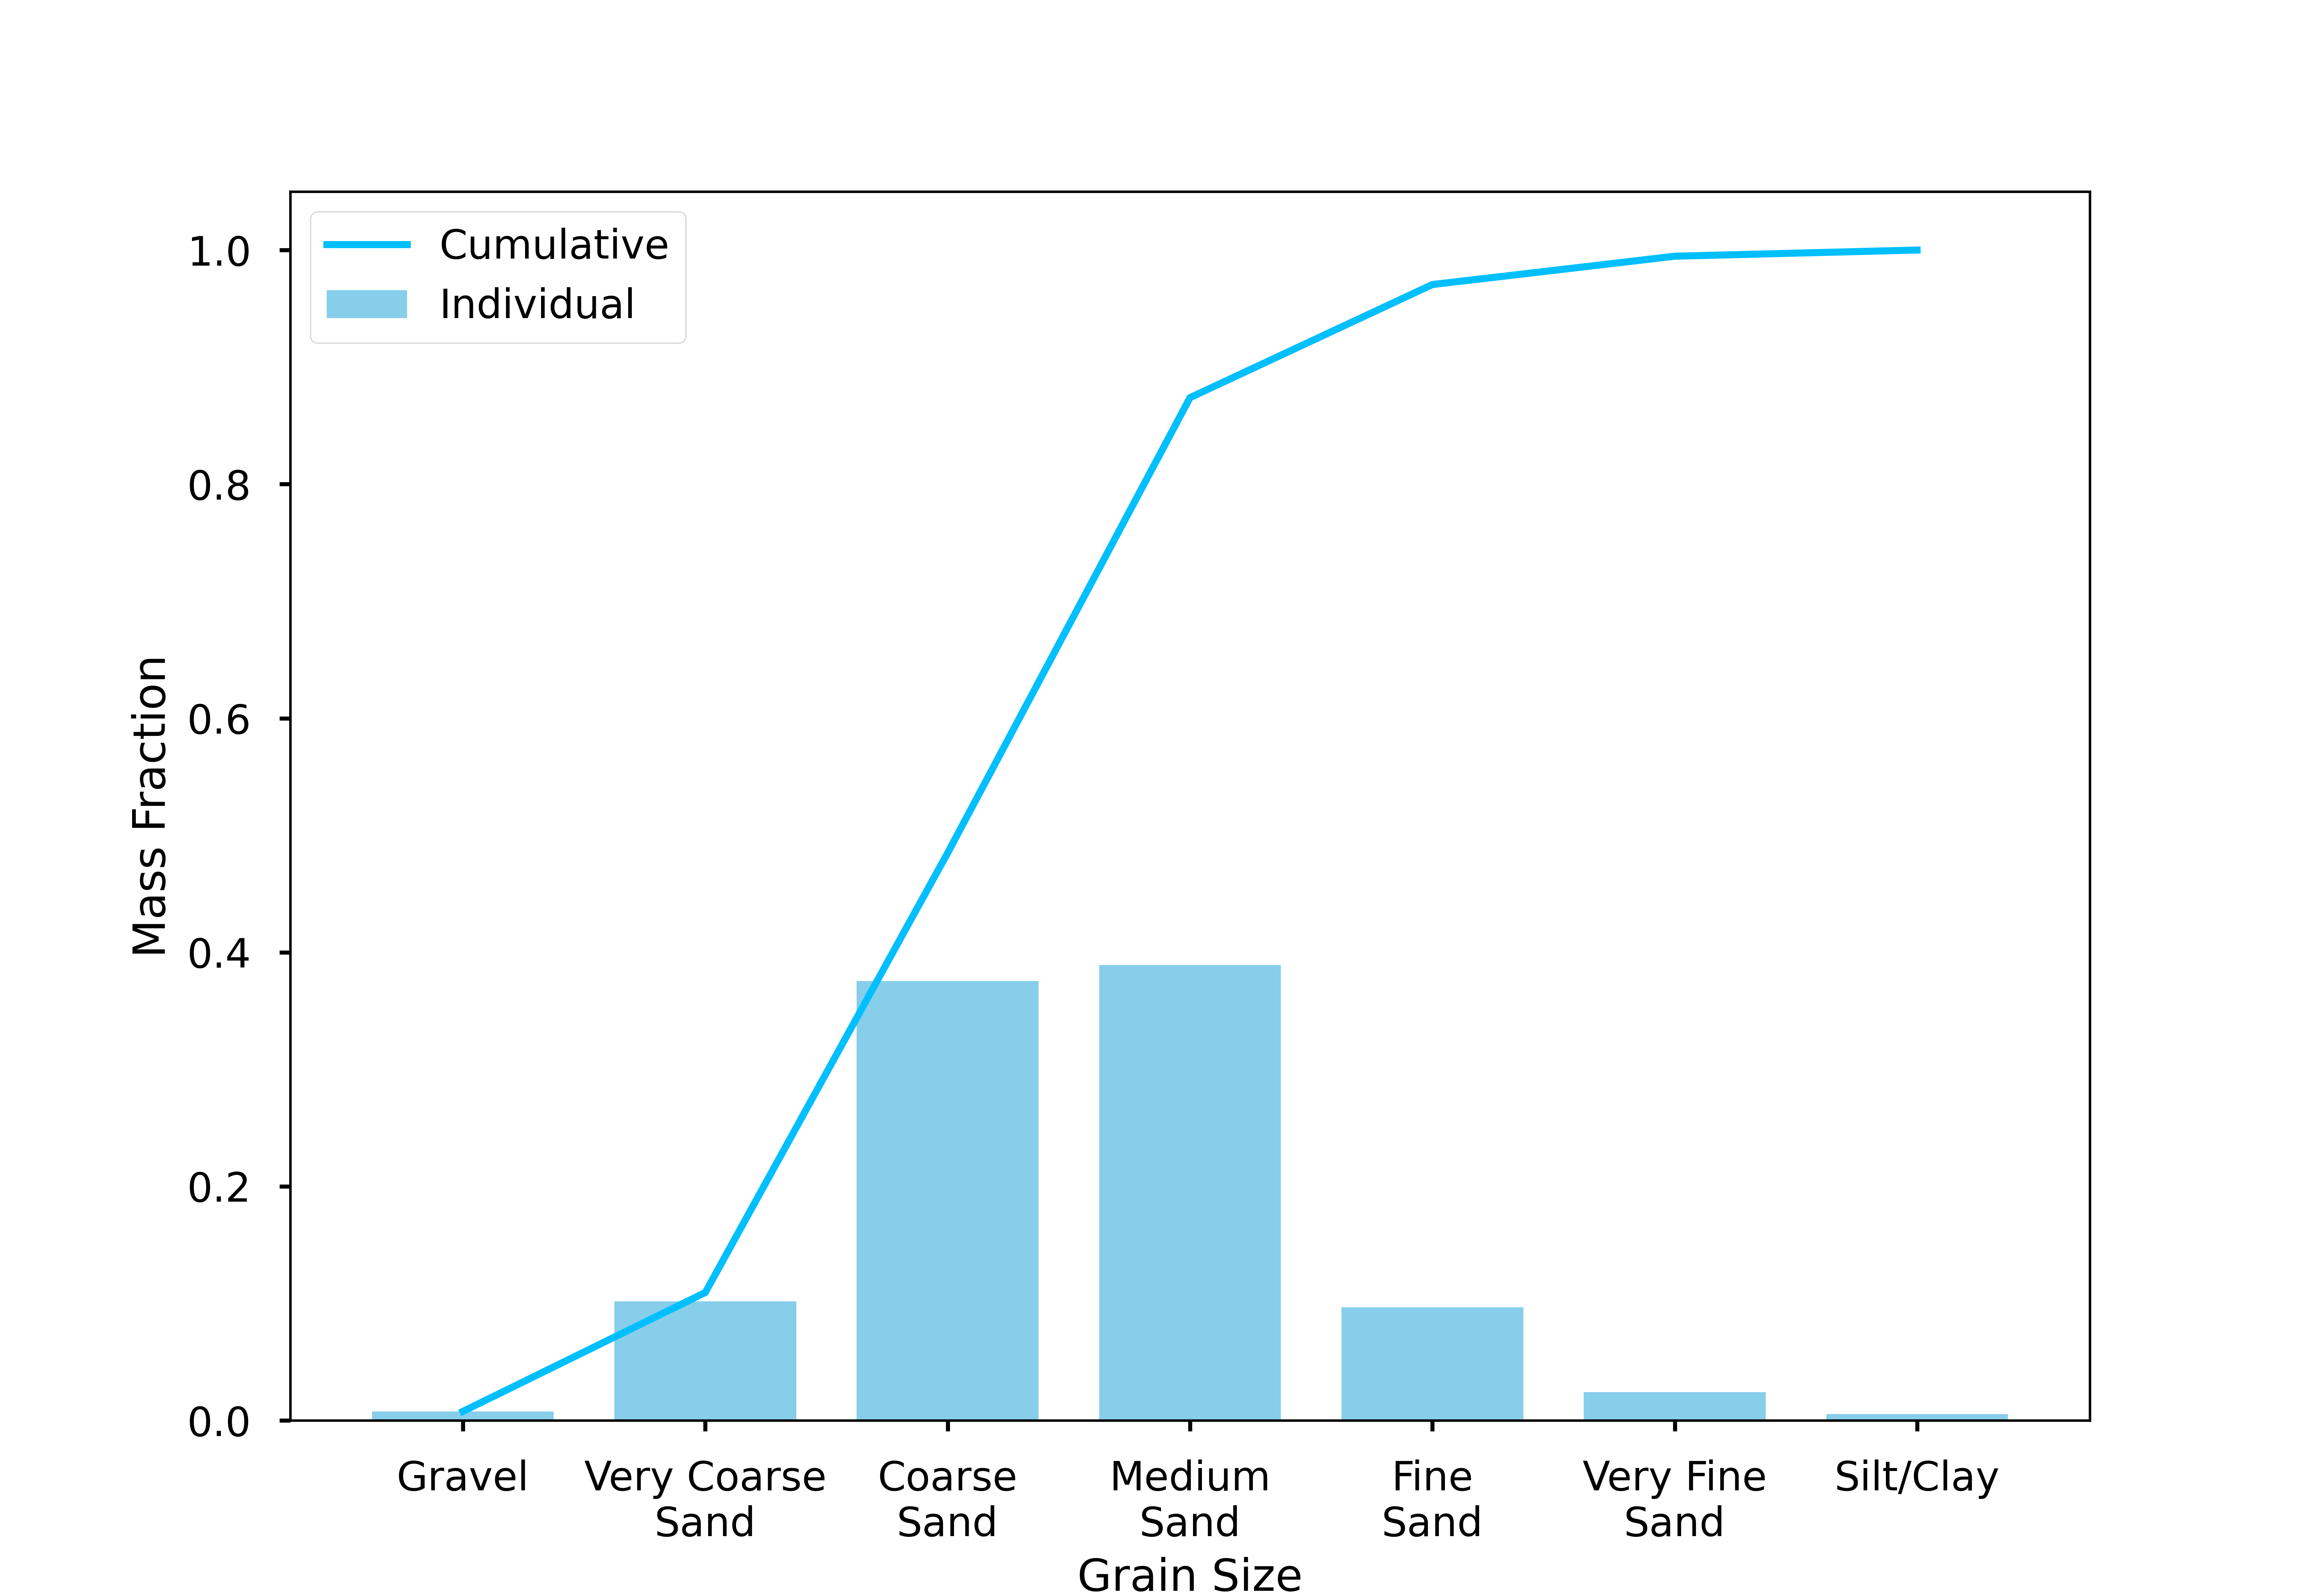 Cumulative
Individual
1.0
0.8
0.6
0.4
0.2
0.0
Mass Fraction
Gravel
Very Coarse
Sand
Coarse
Sand
Medium
Sand
Fine
Sand
Very Fine
Sand
Silt/Clay
Grain Size